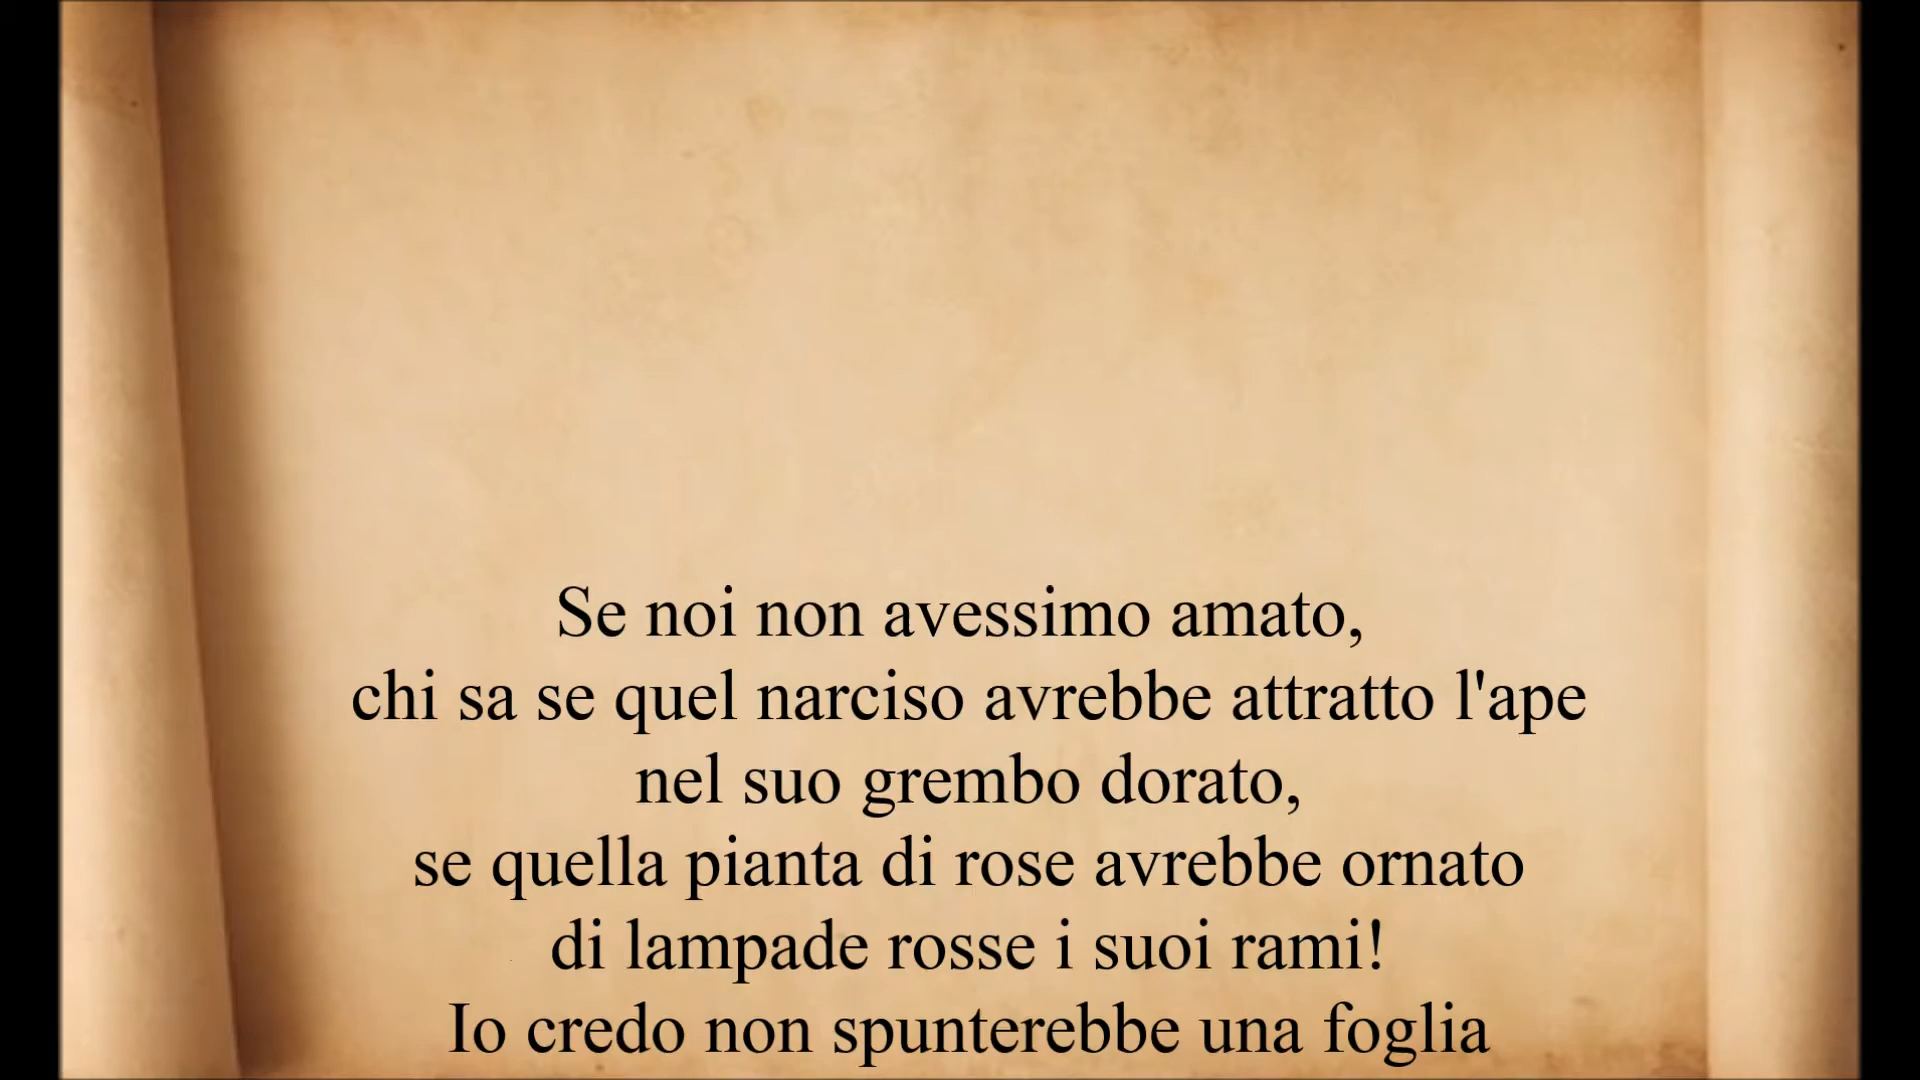 Se noi non avessimo amato,
chi sa se quel narciso avrebbe attratto l'ape
nel suo grembo dorato,
se quella pianta di rose avrebbe ornato
di lampade rosse i suoi rami!
Io credo non spunterebbe una foglia